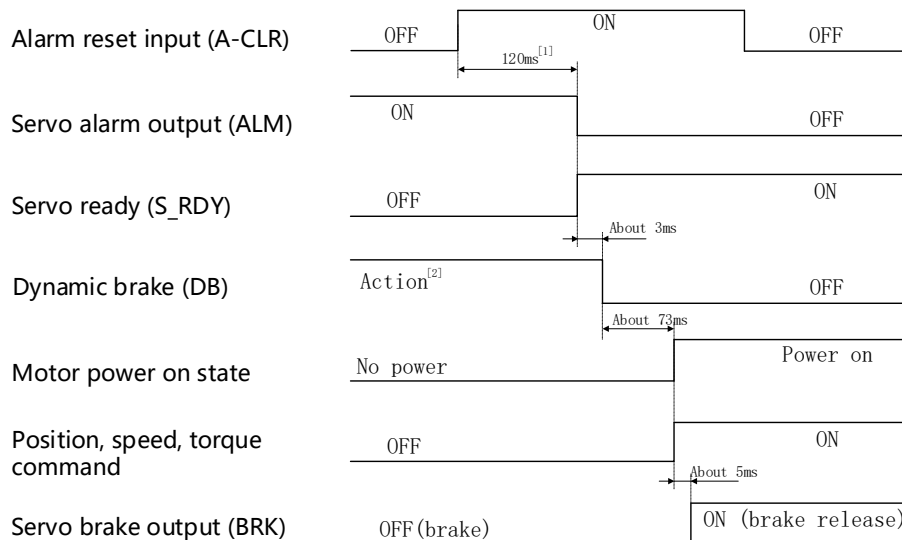 Alarm reset input (A-CLR) OFF ON OFF
120ms[1]
Servo alarm output (ALM) ON OFF
Servo ready (S_RDY) OFF ON
About 3ms
Dynamic brake (DB) Action[2] OFF
About 73ms
Motor power on state No power Power on
Position, speed, torque
command OFF ON
About 5ms
Servo brake output (BRK) OFF(brake) ON (brake release)